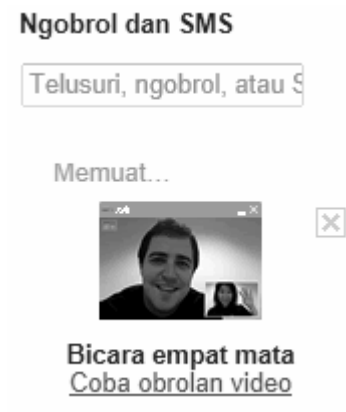 Ngobrol dan SMS
Telusuri, ngobrol, atau S
Memuat...
Bicara empat mata
Coba obrolan video